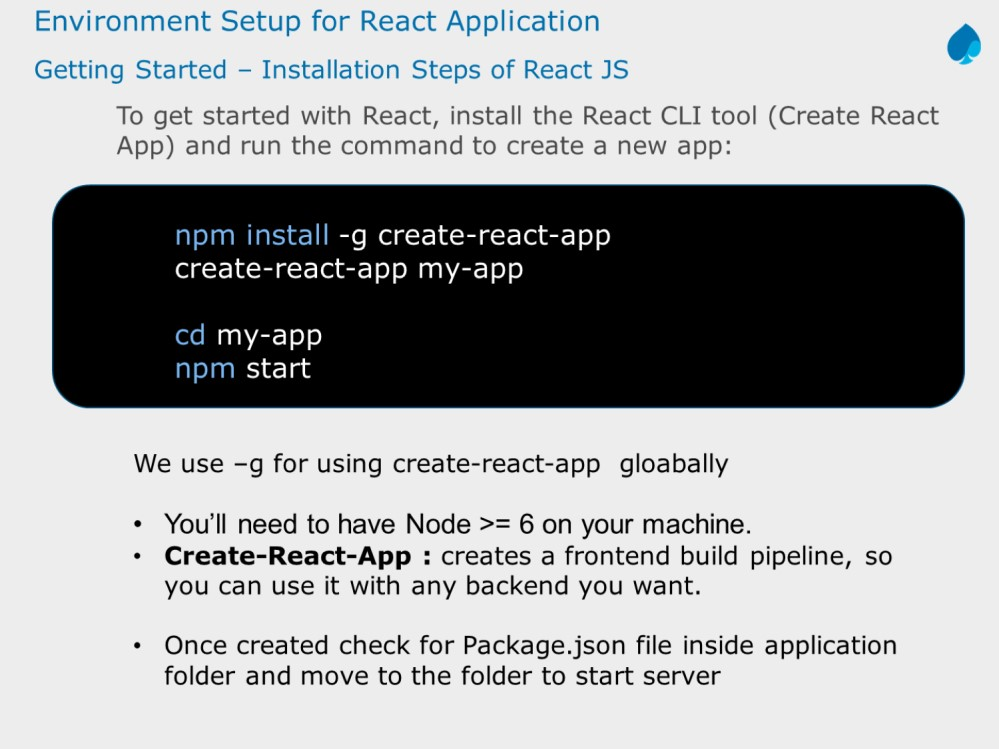 Environment Setup for React Application
Getting Started – Installation Steps of React JS
To get started with React, install the React CLI tool (Create React
App) and run the command to create a new app:
npm install -g create-react-app
create-react-app my-app
cd my-app
npm start
We use –g for using create-react-app  gloabally
• You’ll need to have Node >= 6 on your machine.
• Create-React-App : creates a frontend build pipeline, so
you can use it with any backend you want.
• Once created check for Package.json file inside application
folder and move to the folder to start server